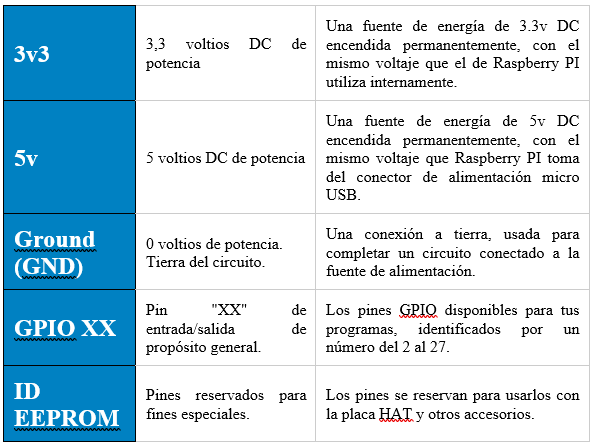 3v3
3,3 voltios DC de
potencia
Una fuente de energía de 3.3v DC
encendida permanentemente, con el
mismo voltaje que el de Raspberry PI
utiliza internamente.
5v
5 voltios DC de potencia
Una fuente de energía de 5v DC
encendida permanentemente, con el
mismo voltaje que Raspberry PI toma
del conector de alimentación micro
USB.
Ground
(GND)
0 voltios de potencia.
Tierra del circuito.
Una conexión a tierra, usada para
completar un circuito conectado a la
fuente de alimentación.
GPIO XX
Pin "XX" de
entrada/salida de
propósito general.
Los pines GPIO disponibles para tus
programas, identificados por un
número del 2 al 27.
ID
EEPROM
Pines reservados para
fines especiales.
Los pines se reservan para usarlos con
la placa HAT y otros accesorios.